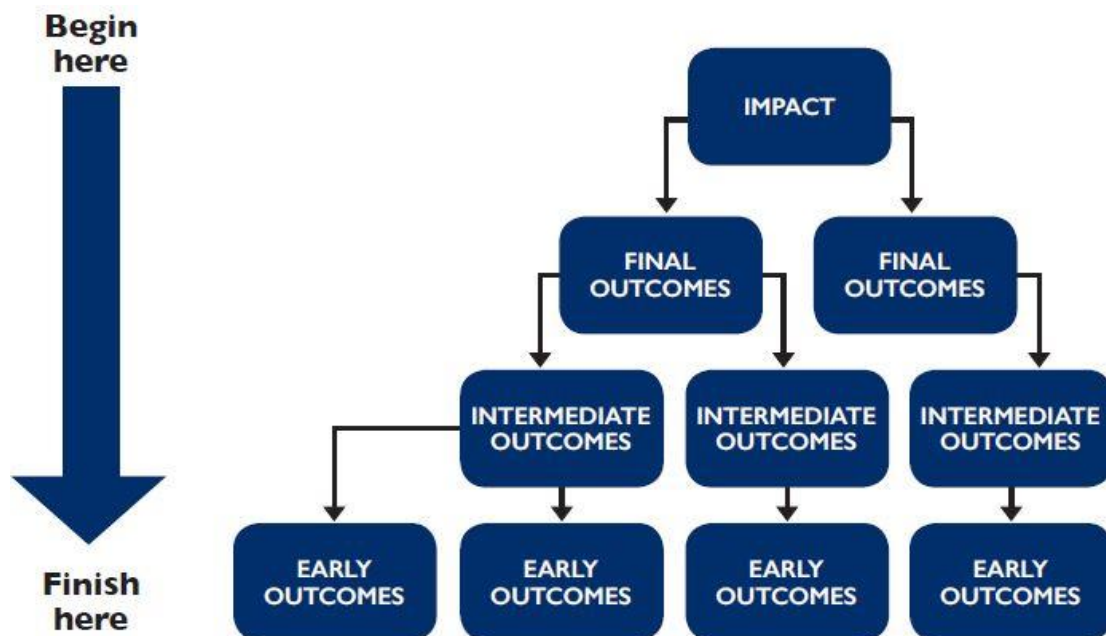 Begin
here
IMPACT
FINAL
OUTCOMES
FINAL
OUTCOMES
INTERMEDIATE
OUTCOMES
INTERMEDIATE
OUTCOMES
INTERMEDIATE
OUTCOMES
EARLY
OUTCOMES
EARLY
OUTCOMES
EARLY
OUTCOMES
EARLY
OUTCOMES
Finish
here